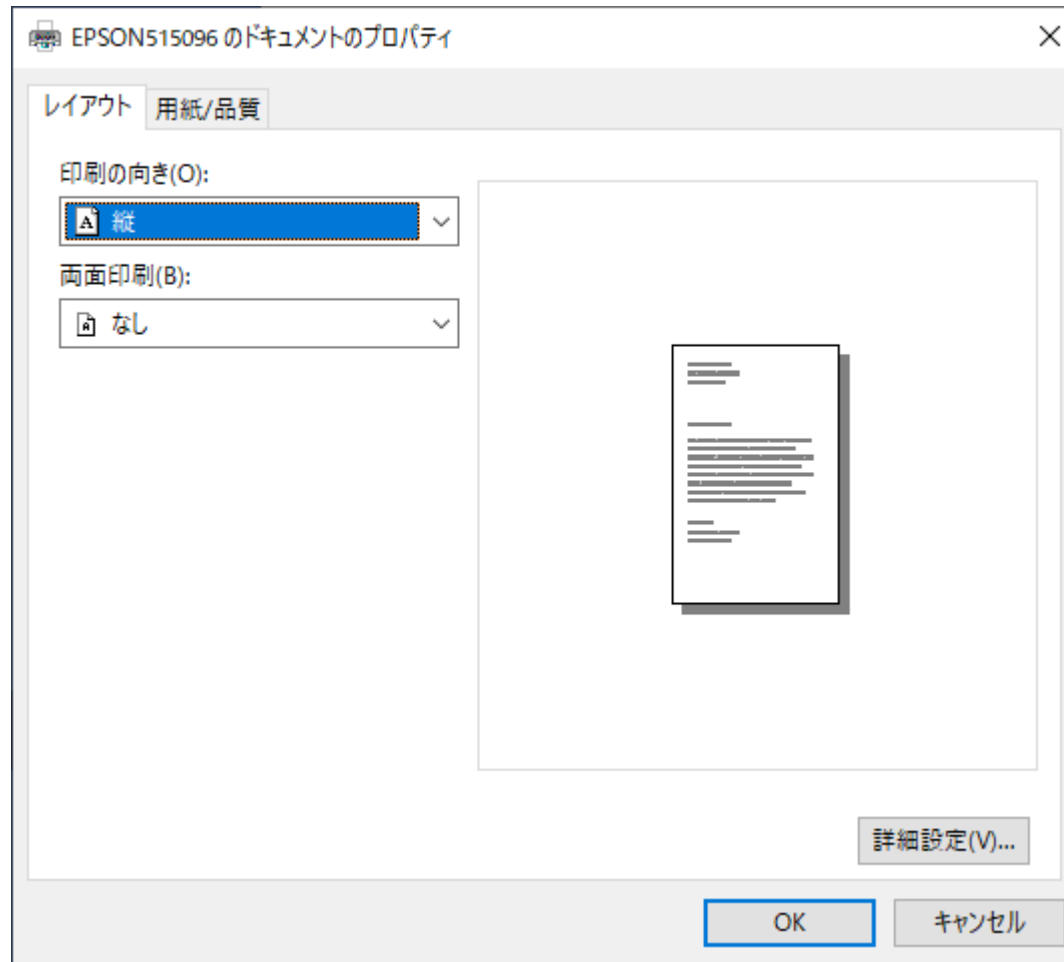 EPSON515096 のドキュメントのプロパティ
レイアウト 用紙/品質
印刷の向き(O):
縦
両面印刷(B):
なし
詳細設定(V)...
OK キャンセル